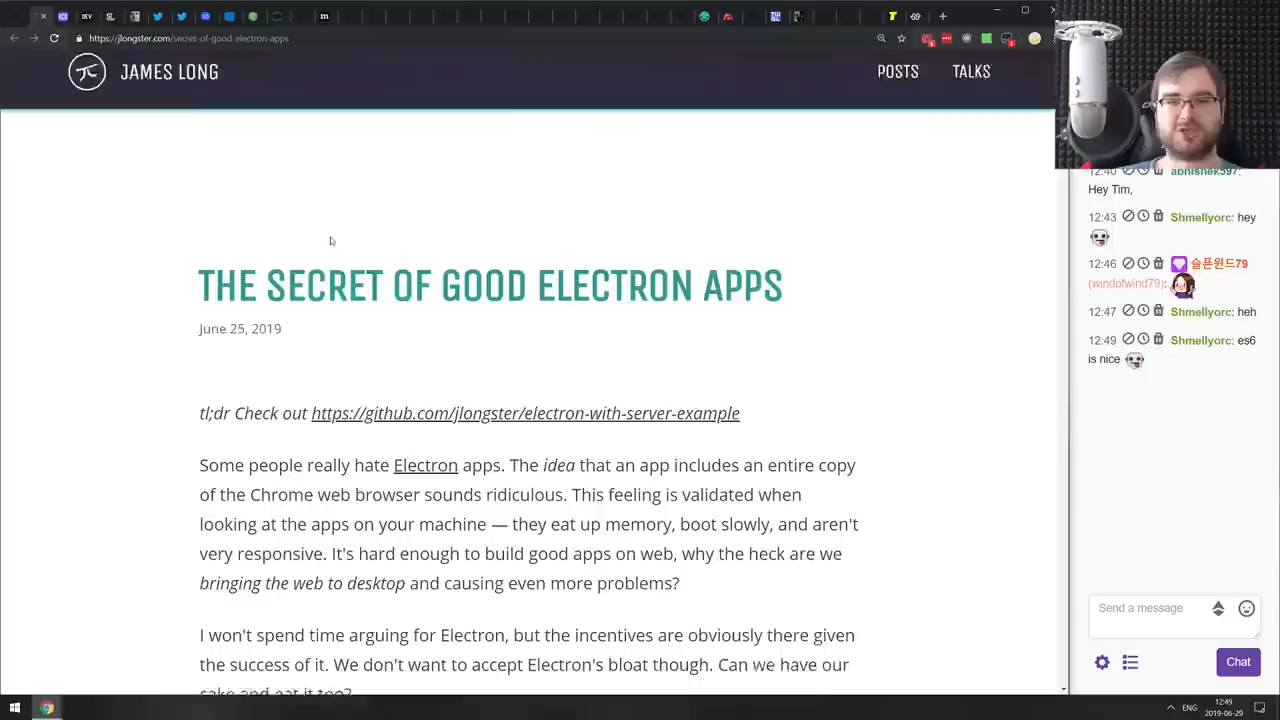 https://jlongster.com/secret-of-good-electron-apps
JAMES LONG
POSTS
TALKS
THE SECRET OF GOOD ELECTRON APPS
June 25, 2019
tl;dr Check out https://github.com/jlongster/electron-with-server-example
Some people really hate Electron apps. The idea that an app includes an entire copy
of the Chrome web browser sounds ridiculous. This feeling is validated when
looking at the apps on your machine — they eat up memory, boot slowly, and aren't
very responsive. It's hard enough to build good apps on web, why the heck are we
bringing the web to desktop and causing even more problems?
I won't spend time arguing for Electron, but the incentives are obviously there given
the success of it. We don't want to accept Electron's bloat though. Can we have our
cake and eat it too?
12:40 abhishek597:
Hey Tim,
12:43 Shmellyorc: hey
12:46 슬픈윈드79
(windofwind79):
12:47 Shmellyorc: heh
12:49 Shmellyorc: es6
is nice
Send a message
Chat
ENG
12:49
2019-06-29